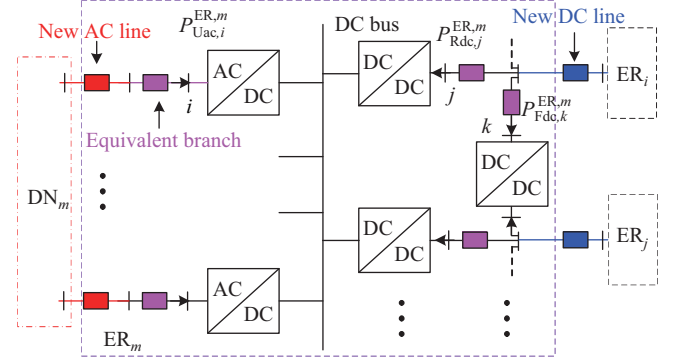 New AC line
P_{Uac,i}^{ER,m}
DC bus
P_{Rdc,j}^{ER,m}
New DC line
AC
DC
DC
DC
ER_i
i
j
P_{Fdc,k}^{ER,m}
Equivalent branch
k
DC
DC
DN_m
DC
DC
ER_j
AC
DC
ER_m